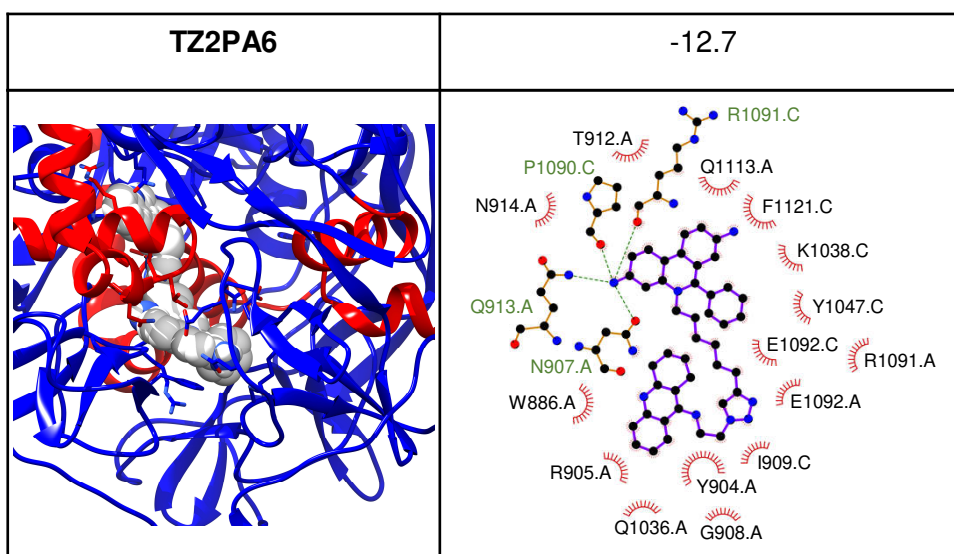 TZ2PA6
-12.7
R1091.C
T912.A
P1090.C
Q1113.A
N914.A
F1121.C
K1038.C
Q913.A
Y1047.C
E1092.C
R1091.A
N907.A
W886.A
E1092.A
I909.C
R905.A
Y904.A
Q1036.A
G908.A